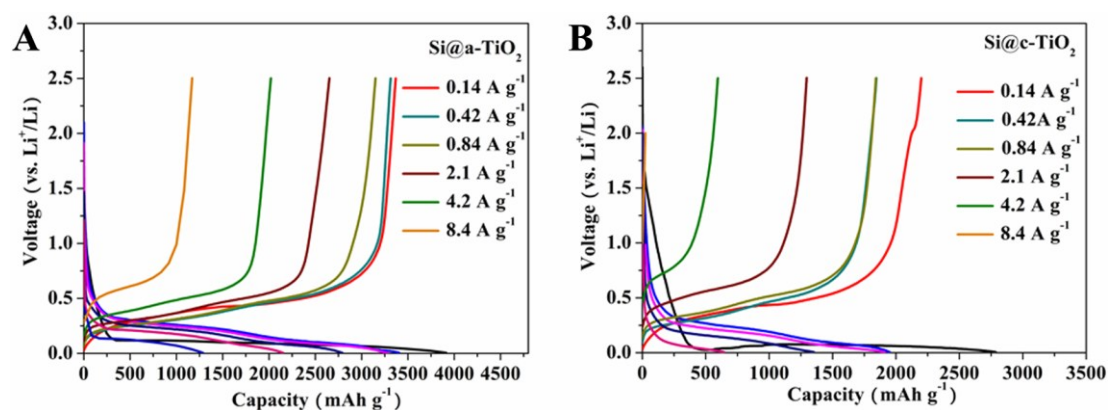 A
Si@a-TiO₂
0.14 A g⁻¹
0.42 A g⁻¹
0.84 A g⁻¹
2.1 A g⁻¹
4.2 A g⁻¹
8.4 A g⁻¹
Voltage (vs. Li⁺/Li)
3.0
2.5
2.0
1.5
1.0
0.5
0.0
0 500 1000 1500 2000 2500 3000 3500 4000 4500
Capacity (mAh g⁻¹)
B
Si@c-TiO₂
0.14 A g⁻¹
0.42A g⁻¹
0.84 A g⁻¹
2.1 A g⁻¹
4.2 A g⁻¹
8.4 A g⁻¹
Voltage (vs. Li⁺/Li)
3.0
2.5
2.0
1.5
1.0
0.5
0.0
0 500 1000 1500 2000 2500 3000 3500
Capacity (mAh g⁻¹)